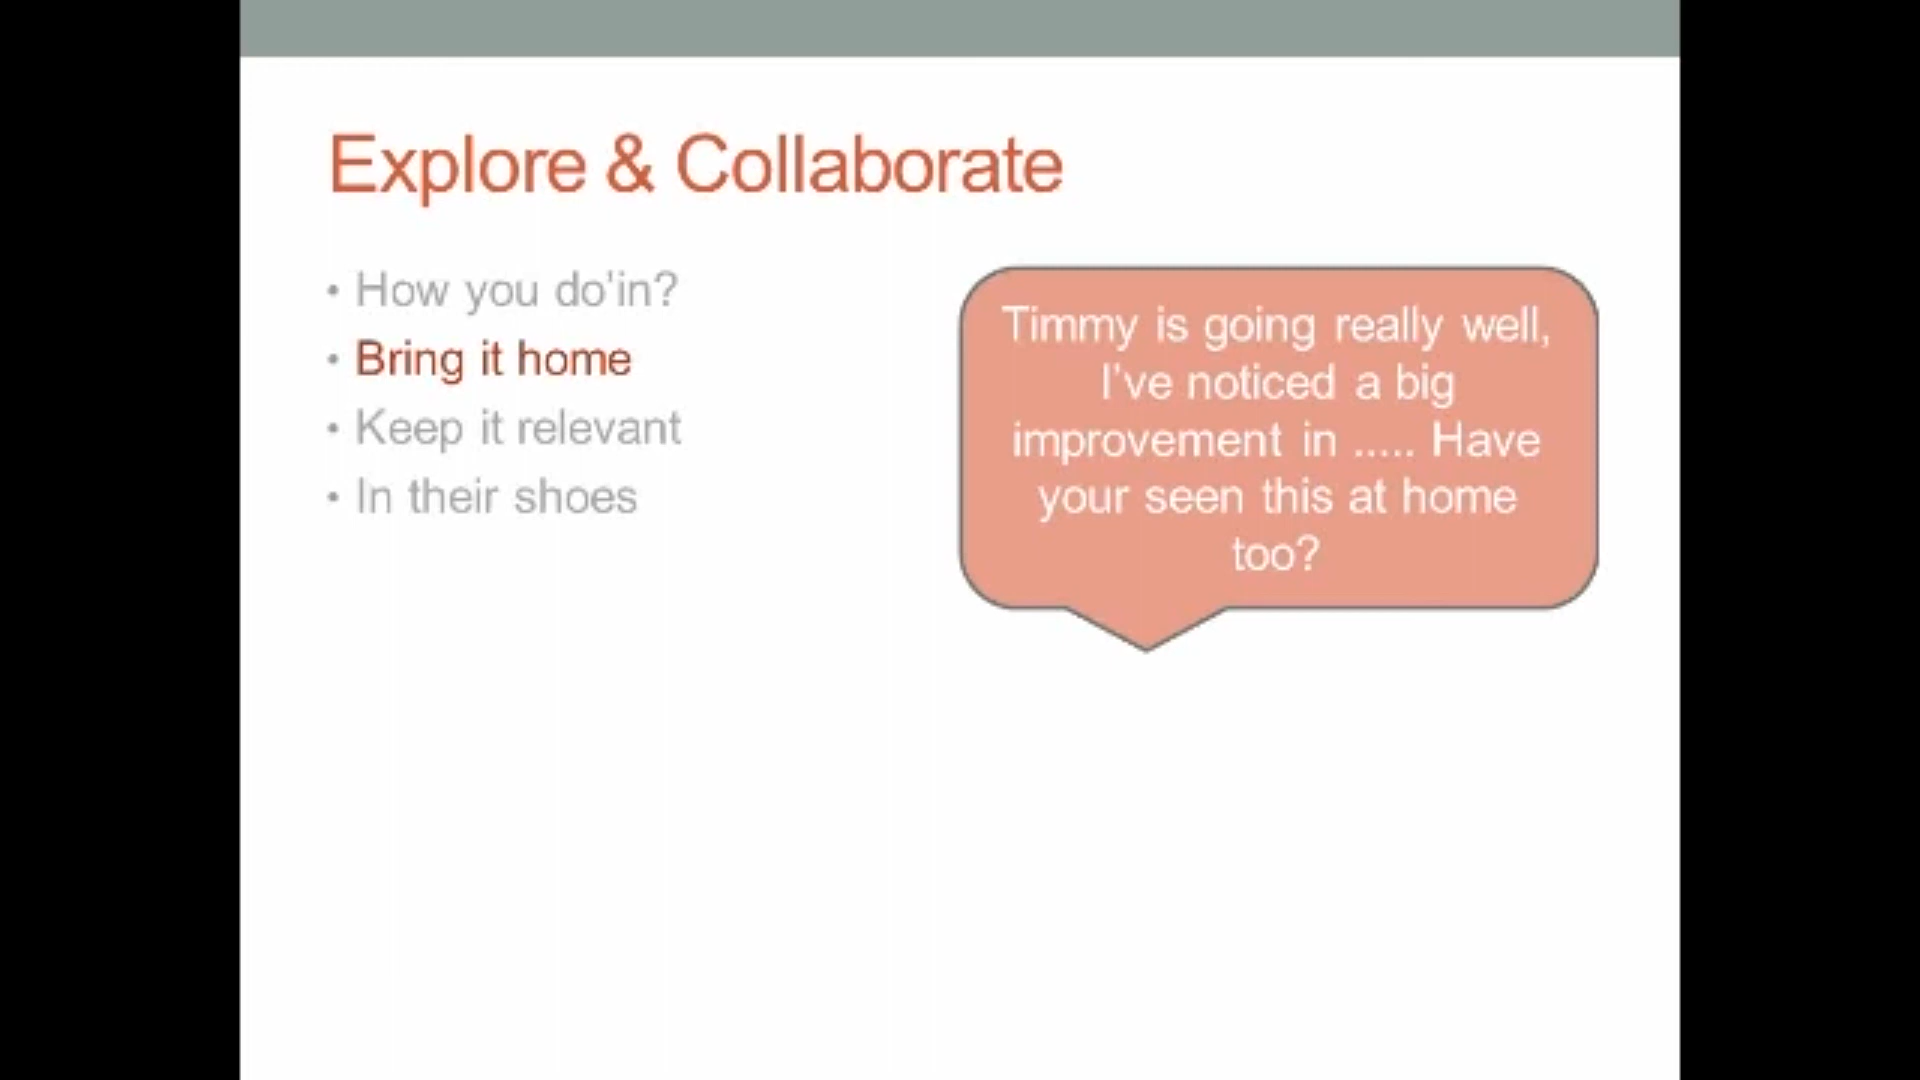 Explore & Collaborate
• How you do'in?
• Bring it home
• Keep it relevant
• In their shoes
Timmy is going really well,
I've noticed a big
improvement in ..... Have
your seen this at home
too?